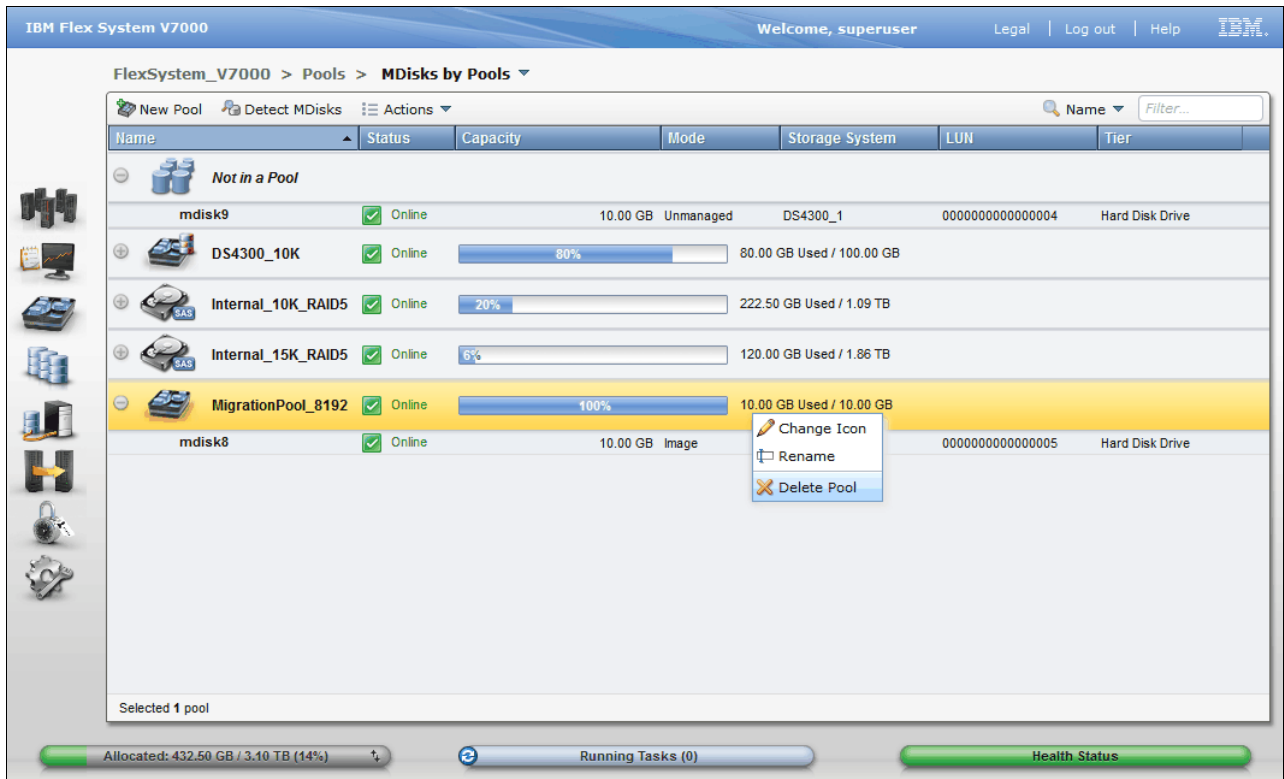 IBM Flex System V7000 Welcome, superuser Legal | Log out | Help IBM.
FlexSystem_V7000 > Pools > MDisks by Pools
New Pool Detect MDisks Actions Name Filter...
Name Status Capacity Mode Storage System LUN Tier
Not in a Pool
mdisk9 Online 10.00 GB Unmanaged DS4300_1 0000000000000004 Hard Disk Drive
DS4300_10K Online 80% 80.00 GB Used / 100.00 GB
SAS Internal_10K_RAID5 Online 20% 222.50 GB Used / 1.09 TB
SAS Internal_15K_RAID5 Online 6% 120.00 GB Used / 1.86 TB
MigrationPool_8192 Online 100% 10.00 GB Used / 10.00 GB
Change Icon
mdisk8 Online 10.00 GB Image 0000000000000005 Hard Disk Drive
Rename
Delete Pool
Selected 1 pool
Allocated: 432.50 GB / 3.10 TB (14%) Running Tasks (0) Health Status